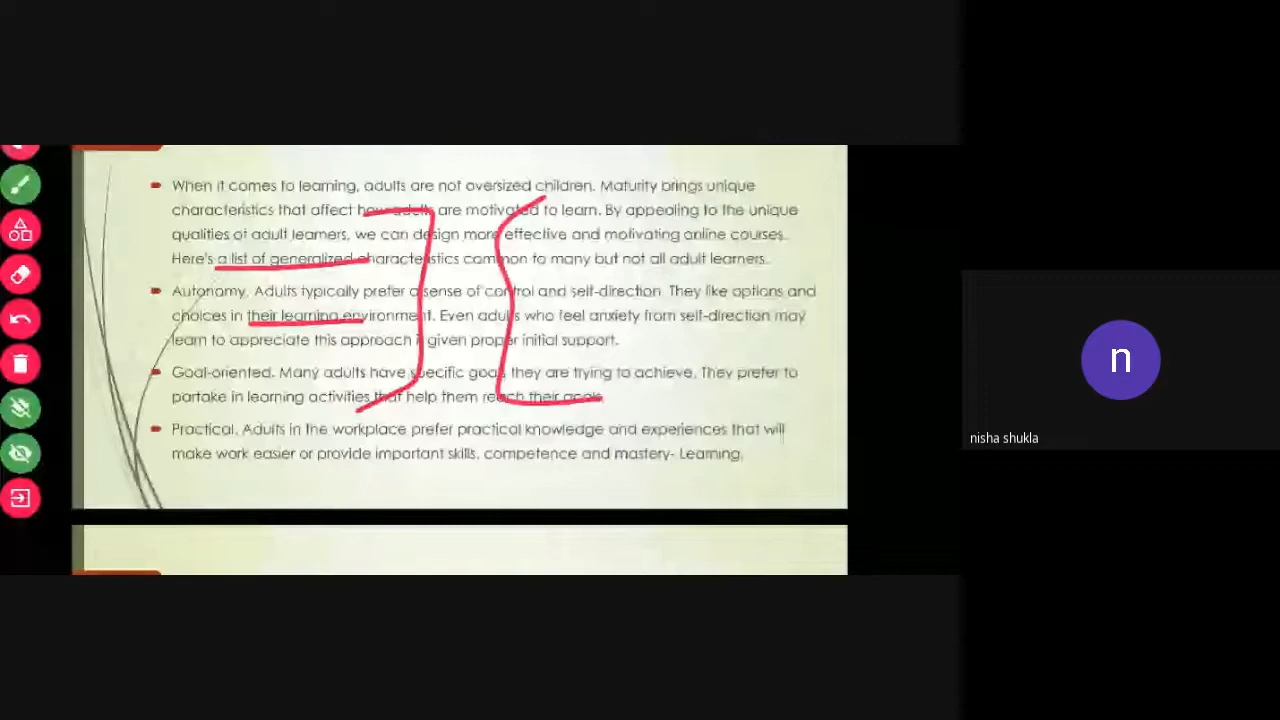 When it comes to learning, adults are not oversized children. Maturity brings unique
characteristics that affect how adults are motivated to learn. By appealing to the unique
qualities of adult learners, we can design more effective and motivating online courses.
Here's a list of generalized characteristics common to many but not all adult learners.
Autonomy. Adults typically prefer a sense of control and self-direction. They like options and
choices in their learning environment. Even adults who feel anxiety from self-direction may
learn to appreciate this approach if given proper initial support.
Goal-oriented. Many adults have specific goals they are trying to achieve. They prefer to
partake in learning activities that help them reach their goals
Practical. Adults in the workplace prefer practical knowledge and experiences that will
make work easier or provide important skills, competence and mastery- Learning.
n
nisha shukla